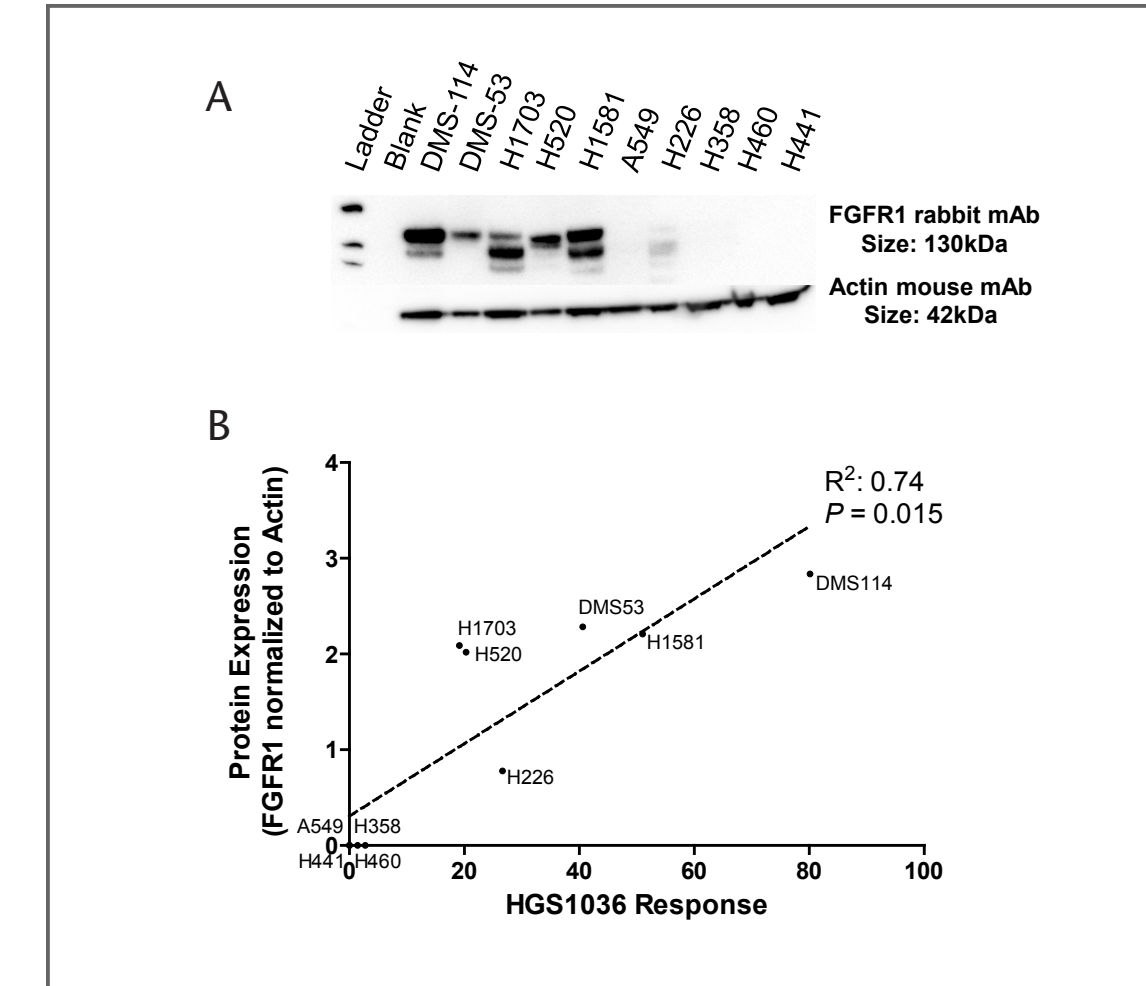 A
Ladder
Blank
DMS-114
DMS-53
H1703
H520
H1581
A549
H226
H358
H460
H441
FGFR1 rabbit mAb
Size: 130kDa
Actin mouse mAb
Size: 42kDa
B
Protein Expression
(FGFR1 normalized to Actin)
4
3
2
1
0
R²: 0.74
P = 0.015
DMS114
DMS53
H1581
H1703
H520
H226
A549 H358
H441 H460
0 20 40 60 80 100
HGS1036 Response